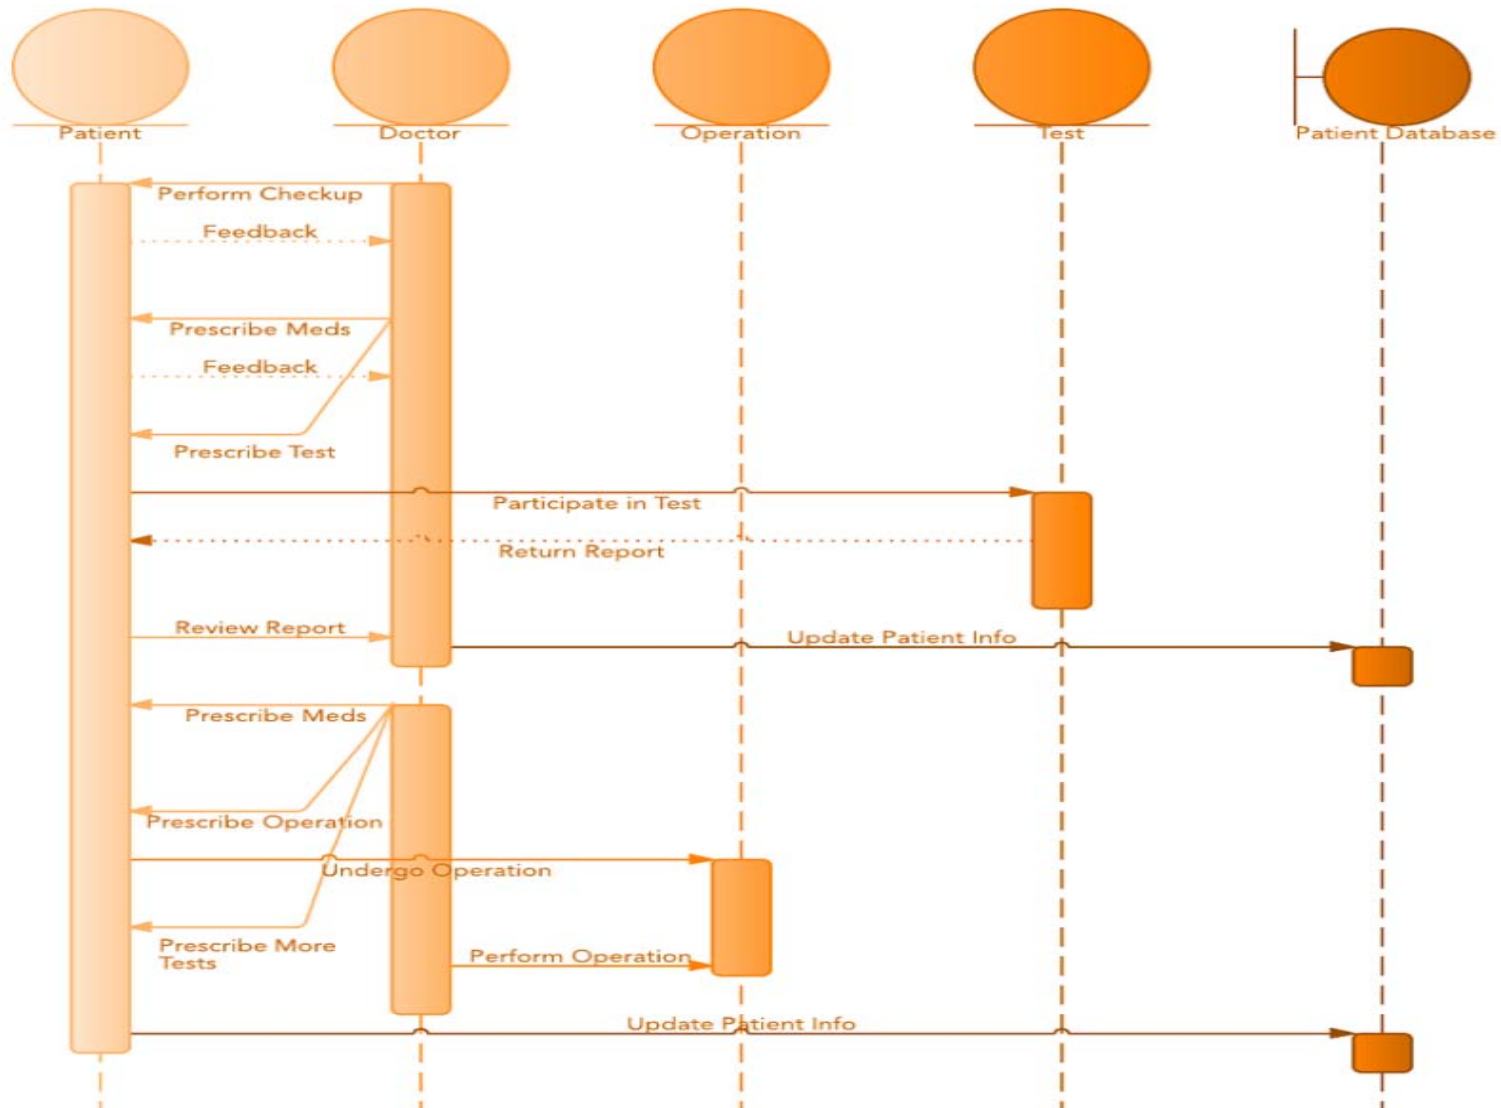 Patient
Doctor
Operation
Test
Patient Database
Perform Checkup
Feedback
Prescribe Meds
Feedback
Prescribe Test
Participate in Test
Return Report
Review Report
Update Patient Info
Prescribe Meds
Prescribe Operation
Undergo Operation
Prescribe More
Tests
Perform Operation
Update Patient Info